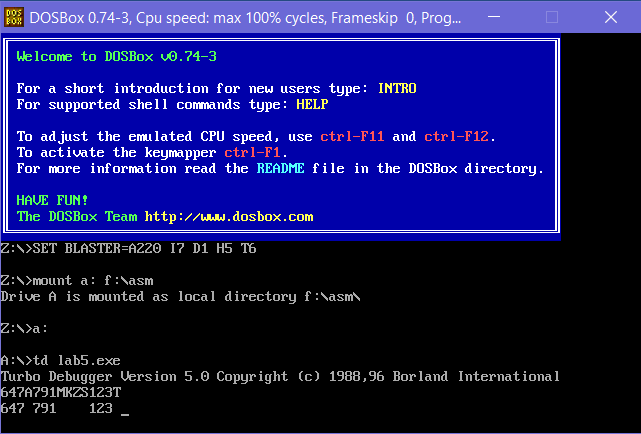 DOS
BOX
DOSBox 0.74-3, Cpu speed: max 100% cycles, Frameskip 0, Prog...
Welcome to DOSBox v0.74-3
For a short introduction for new users type: INTRO
For supported shell commands type: HELP
To adjust the emulated CPU speed, use ctrl-F11 and ctrl-F12.
To activate the keymapper ctrl-F1.
For more information read the README file in the DOSBox directory.
HAVE FUN!
The DOSBox Team http://www.dosbox.com
Z:\>SET BLASTER=A220 I7 D1 H5 T6
Z:\>mount a: f:\asm
Drive A is mounted as local directory f:\asm\
Z:\>a:
A:\>td lab5.exe
Turbo Debugger Version 5.0 Copyright (c) 1988,96 Borland International
647A791MKZS123T
647 791    123 _